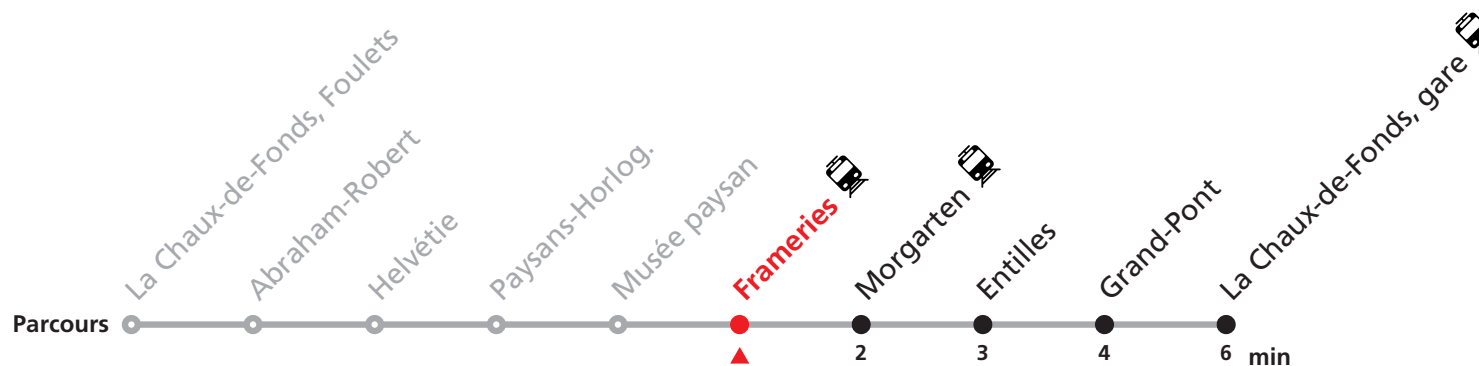 La Chaux-de-Fonds, Foulets
Abraham-Robert
Helvétie
Paysans-Horlog.
Musée paysan
Frameries
Morgarten
Entilles
Grand-Pont
La Chaux-de-Fonds, gare
Parcours
2 3 4 6 min